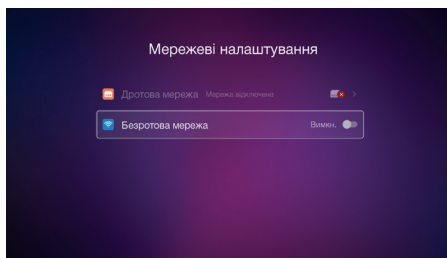 Мережеві налаштування
Дротова мережа Мережа відключена
Безротова мережа Вимкн.